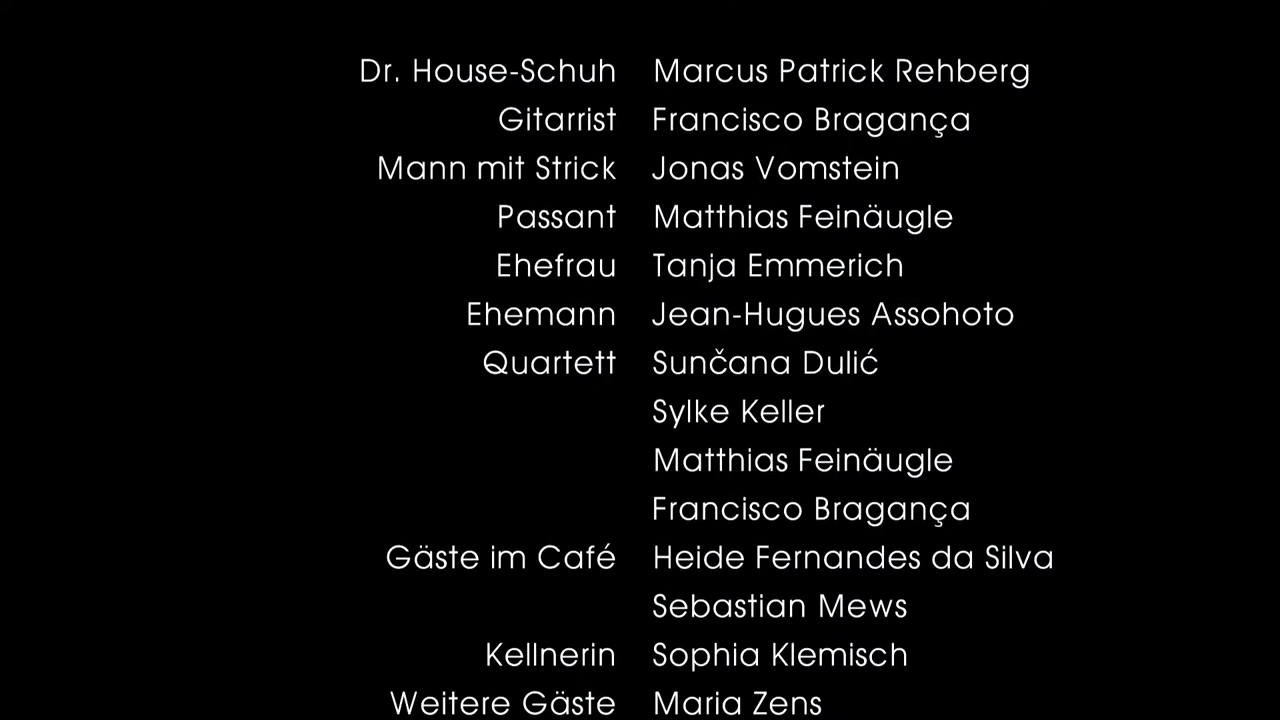 Dr. House-Schuh Marcus Patrick Rehberg
Gitarrist Francisco Bragança
Mann mit Strick Jonas Vomstein
Passant Matthias Feinäugle
Ehefrau Tanja Emmerich
Ehemann Jean-Hugues Assohoto
Quartett Sunčana Dulić
Sylke Keller
Matthias Feinäugle
Francisco Bragança
Gäste im Café Heide Fernandes da Silva
Sebastian Mews
Kellnerin Sophia Klemisch
Weitere Gäste Maria Zens